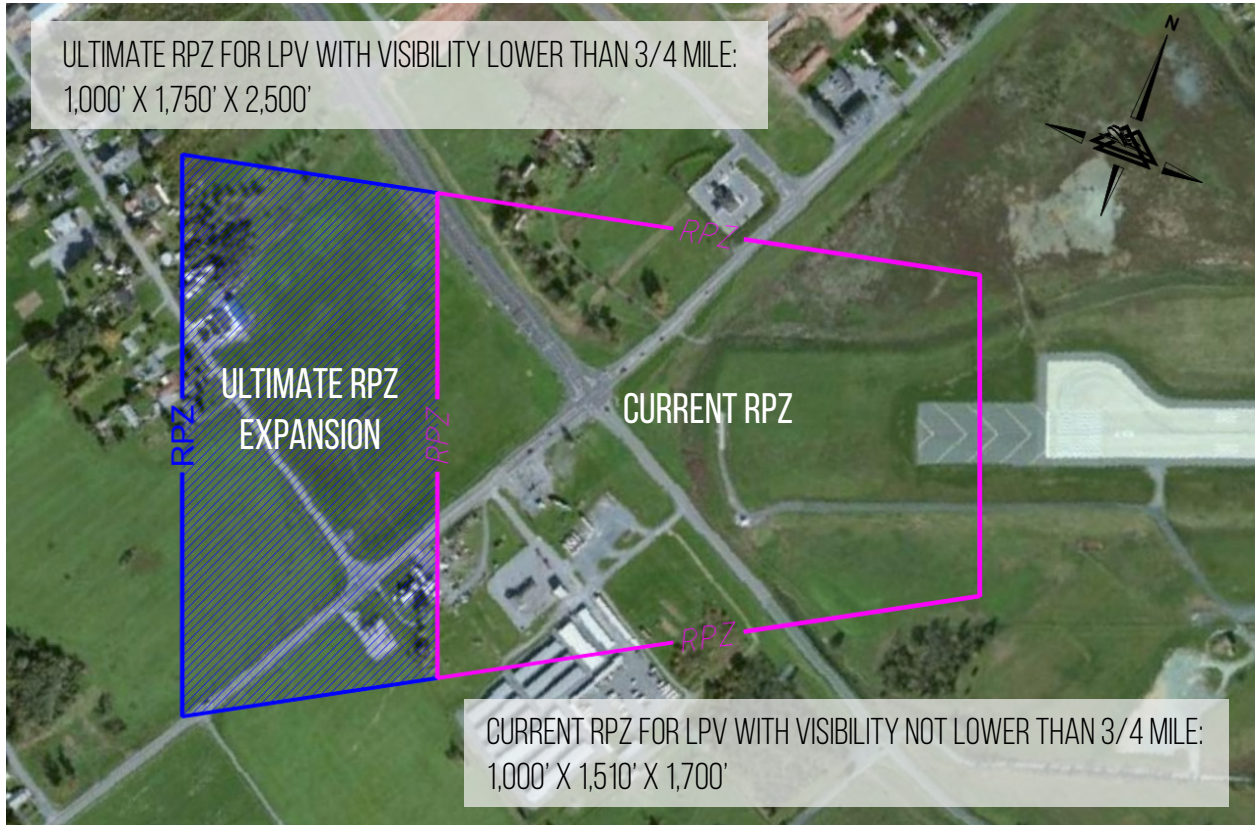 ULTIMATE RPZ FOR LPV WITH VISIBILITY LOWER THAN 3/4 MILE:
1,000' X 1,750' X 2,500'
N
RPZ
ULTIMATE RPZ
EXPANSION
CURRENT RPZ
RPZ
RPZ
RPZ
CURRENT RPZ FOR LPV WITH VISIBILITY NOT LOWER THAN 3/4 MILE:
1,000' X 1,510' X 1,700'